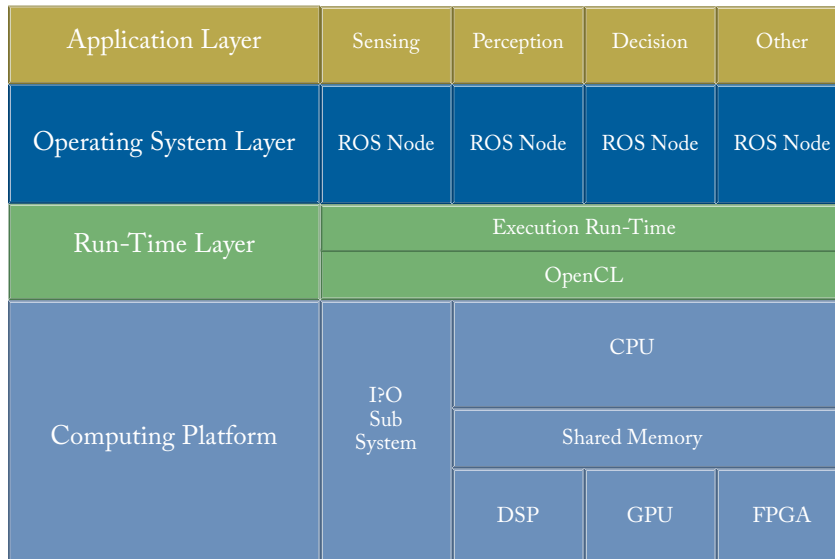 Application Layer
Sensing
Perception
Decision
Other
Operating System Layer
ROS Node
ROS Node
ROS Node
ROS Node
Run-Time Layer
Execution Run-Time
OpenCL
Computing Platform
I?O
Sub
System
CPU
Shared Memory
DSP
GPU
FPGA